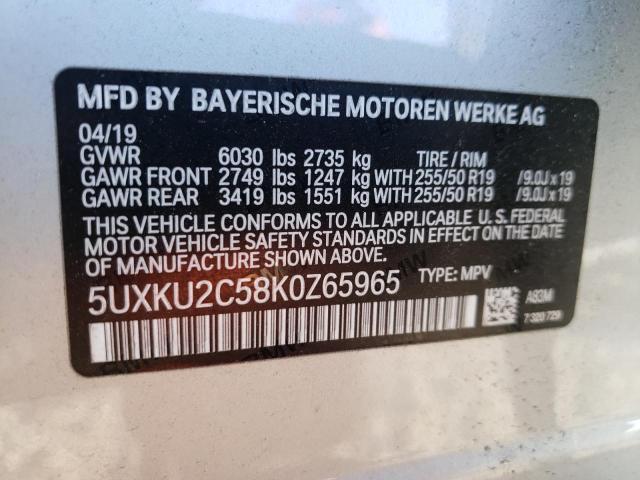 MFD BY BAYERISCHE MOTOREN WERKE AG
04/19
GVWR 6030 lbs 2735 kg TIRE / RIM
GAWR FRONT 2749 lbs 1247 kg WITH 255/50 R19 /9.0J x 19
GAWR REAR 3419 lbs 1551 kg WITH 255/50 R19 /9.0J x 19
THIS VEHICLE CONFORMS TO ALL APPLICABLE U. S. FEDERAL
MOTOR VEHICLE SAFETY STANDARDS IN EFFECT ON THE
DATE OF MANUFACTURE SHOWN ABOVE.
5UXKU2C58K0Z65965 TYPE: MPV
A83M
7 320 729